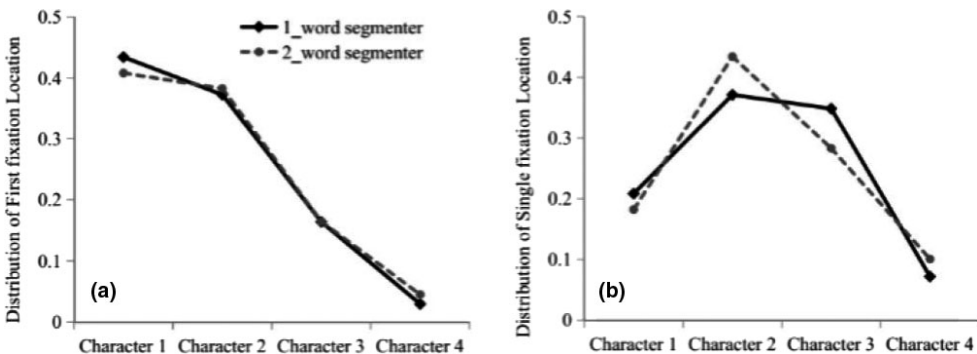 Distribution of First fixation Location
0.5
0.4
0.3
0.2
0.1
0
1_word segmenter
2_word segmenter
(a)
Character 1 Character 2 Character 3 Character 4
Distribution of Single fixation Location
0.5
0.4
0.3
0.2
0.1
0
(b)
Character 1 Character 2 Character 3 Character 4